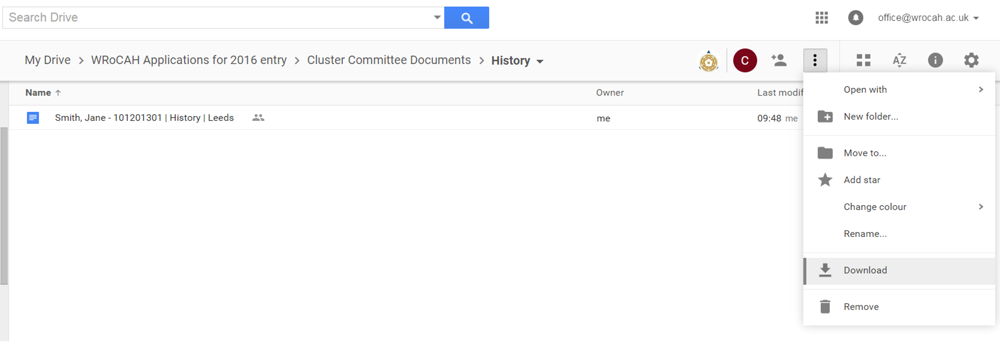 Search Drive
office@wrocah.ac.uk
My Drive > WRoCAH Applications for 2016 entry > Cluster Committee Documents > History
C
AZ
Name ↑ Owner Last modif
Smith, Jane - 101201301 | History | Leeds me 09:48 me
Open with
New folder...
Move to...
Add star
Change colour
Rename...
Download
Remove